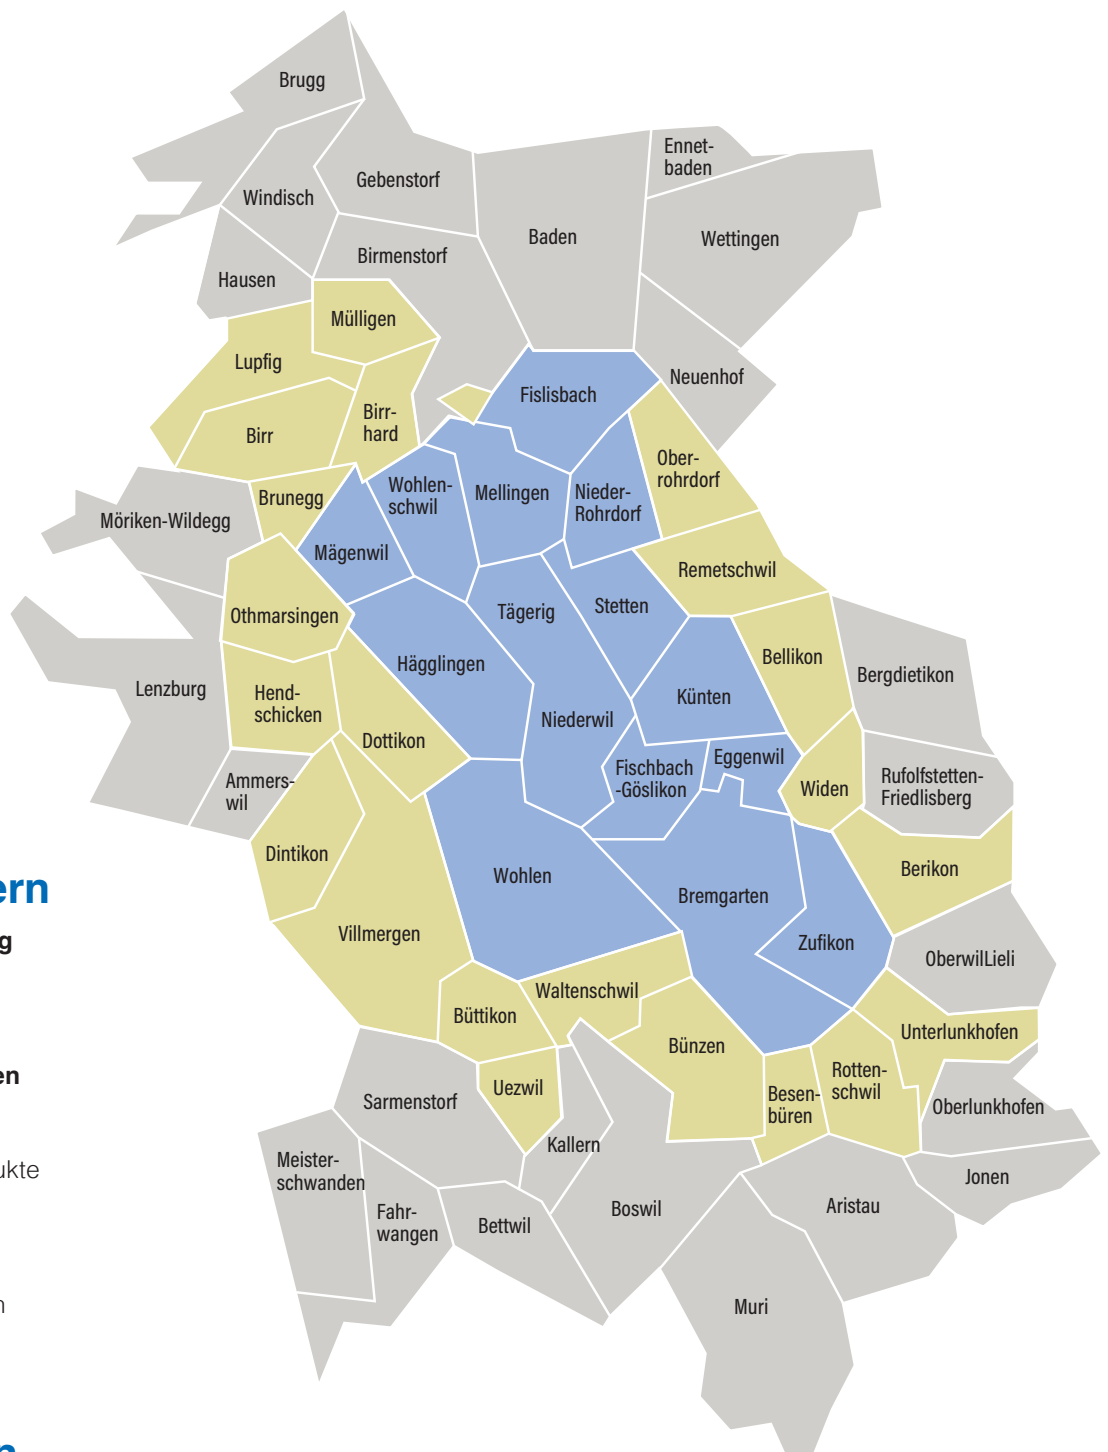 Brugg
Ennet-
baden
Gebenstorf
Windisch
Baden
Wettingen
Birmenstorf
Hausen
Mülligen
Lupfig
Neuenhof
Fislisbach
Birr-
hard
Birr
Ober-
rohrdorf
Wohlen-
schwil
Mellingen
Nieder-
Rohrdorf
Brunegg
Möriken-Wildegg
Mägenwil
Remetschwil
Othmarsingen
Tägerig
Stetten
Hägglingen
Bellikon
Bergdietikon
Lenzburg
Hend-
schicken
Künten
Niederwil
Dottikon
Eggenwil
Fischbach
-Göslikon
Ammers-
wil
Widen
Rufolfstetten-
Friedlisberg
Dintikon
Wohlen
Berikon
ern
Bremgarten
Villmergen
g
Zufikon
OberwilLieli
Waltenschwil
Büttikon
Unterlunkhofen
Bünzen
en
Rotten-
schwil
Uezwil
Besen-
büren
Sarmenstorf
Oberlunkhofen
Kallern
ukte
Meister-
schwanden
Jonen
Boswil
Aristau
Fahr-
wangen
Bettwil
n
Muri
n